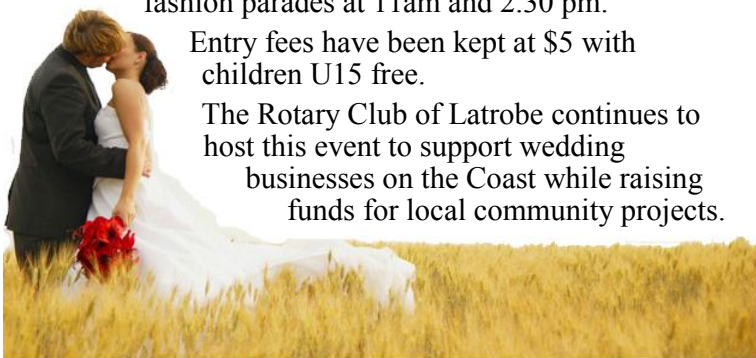 fashion parades at 11am and 2.30 pm.
Entry fees have been kept at $5 with
children U15 free.
The Rotary Club of Latrobe continues to
host this event to support wedding
businesses on the Coast while raising
funds for local community projects.